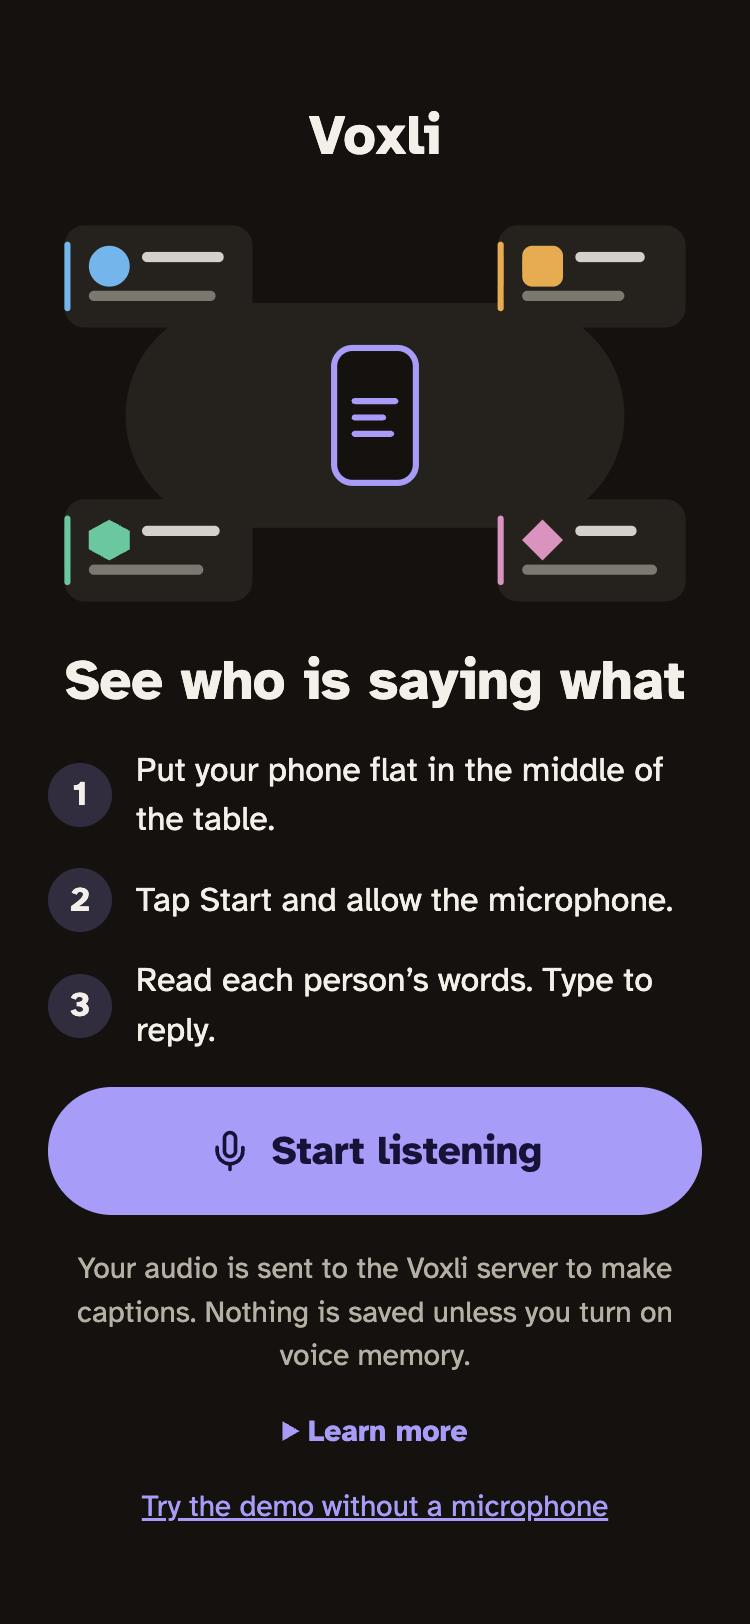 Voxli
See who is saying what
1
Put your phone flat in the middle of
the table.
2
Tap Start and allow the microphone.
3
Read each person’s words. Type to
reply.
Start listening
Your audio is sent to the Voxli server to make
captions. Nothing is saved unless you turn on
voice memory.
Learn more
Try the demo without a microphone